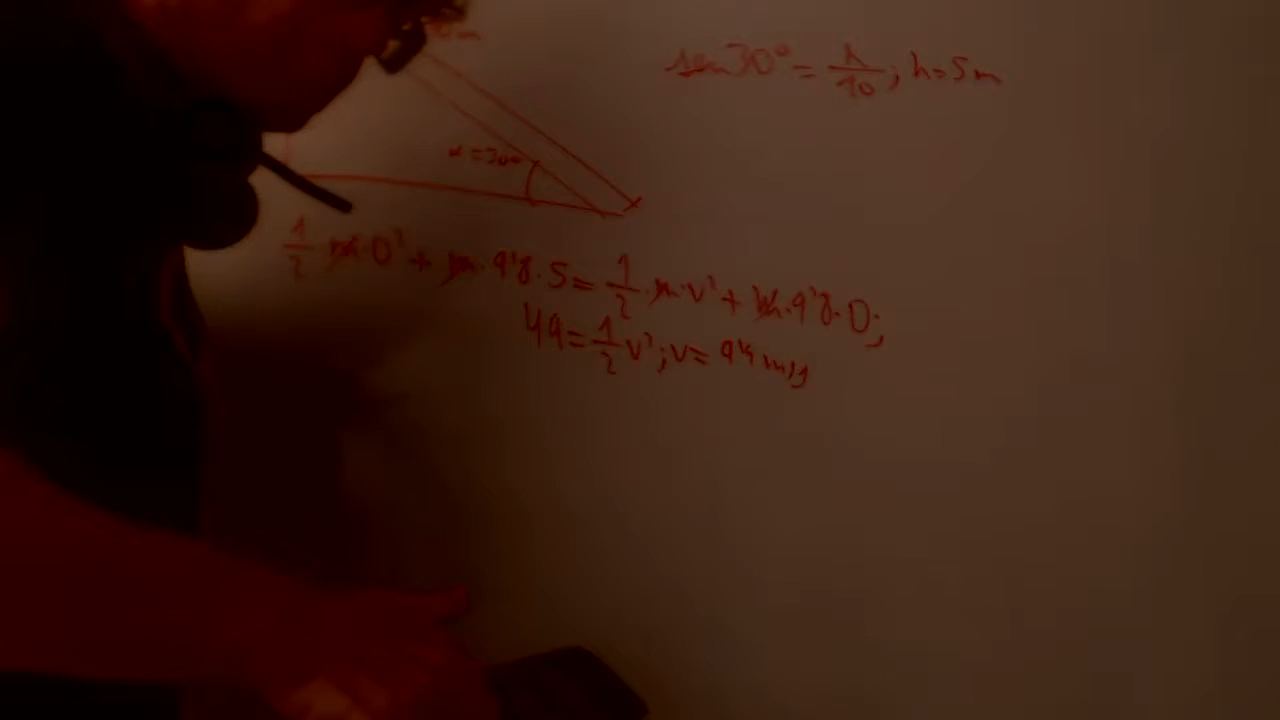 sen 30° = h/10 ; h = 5 m
α = 30°
1/2 · m · 0² + m · 9'8 · 5 = 1/2 · m · v² + m · 9'8 · 0 ;
49 = 1/2 v² ; v = 9'9 m/s